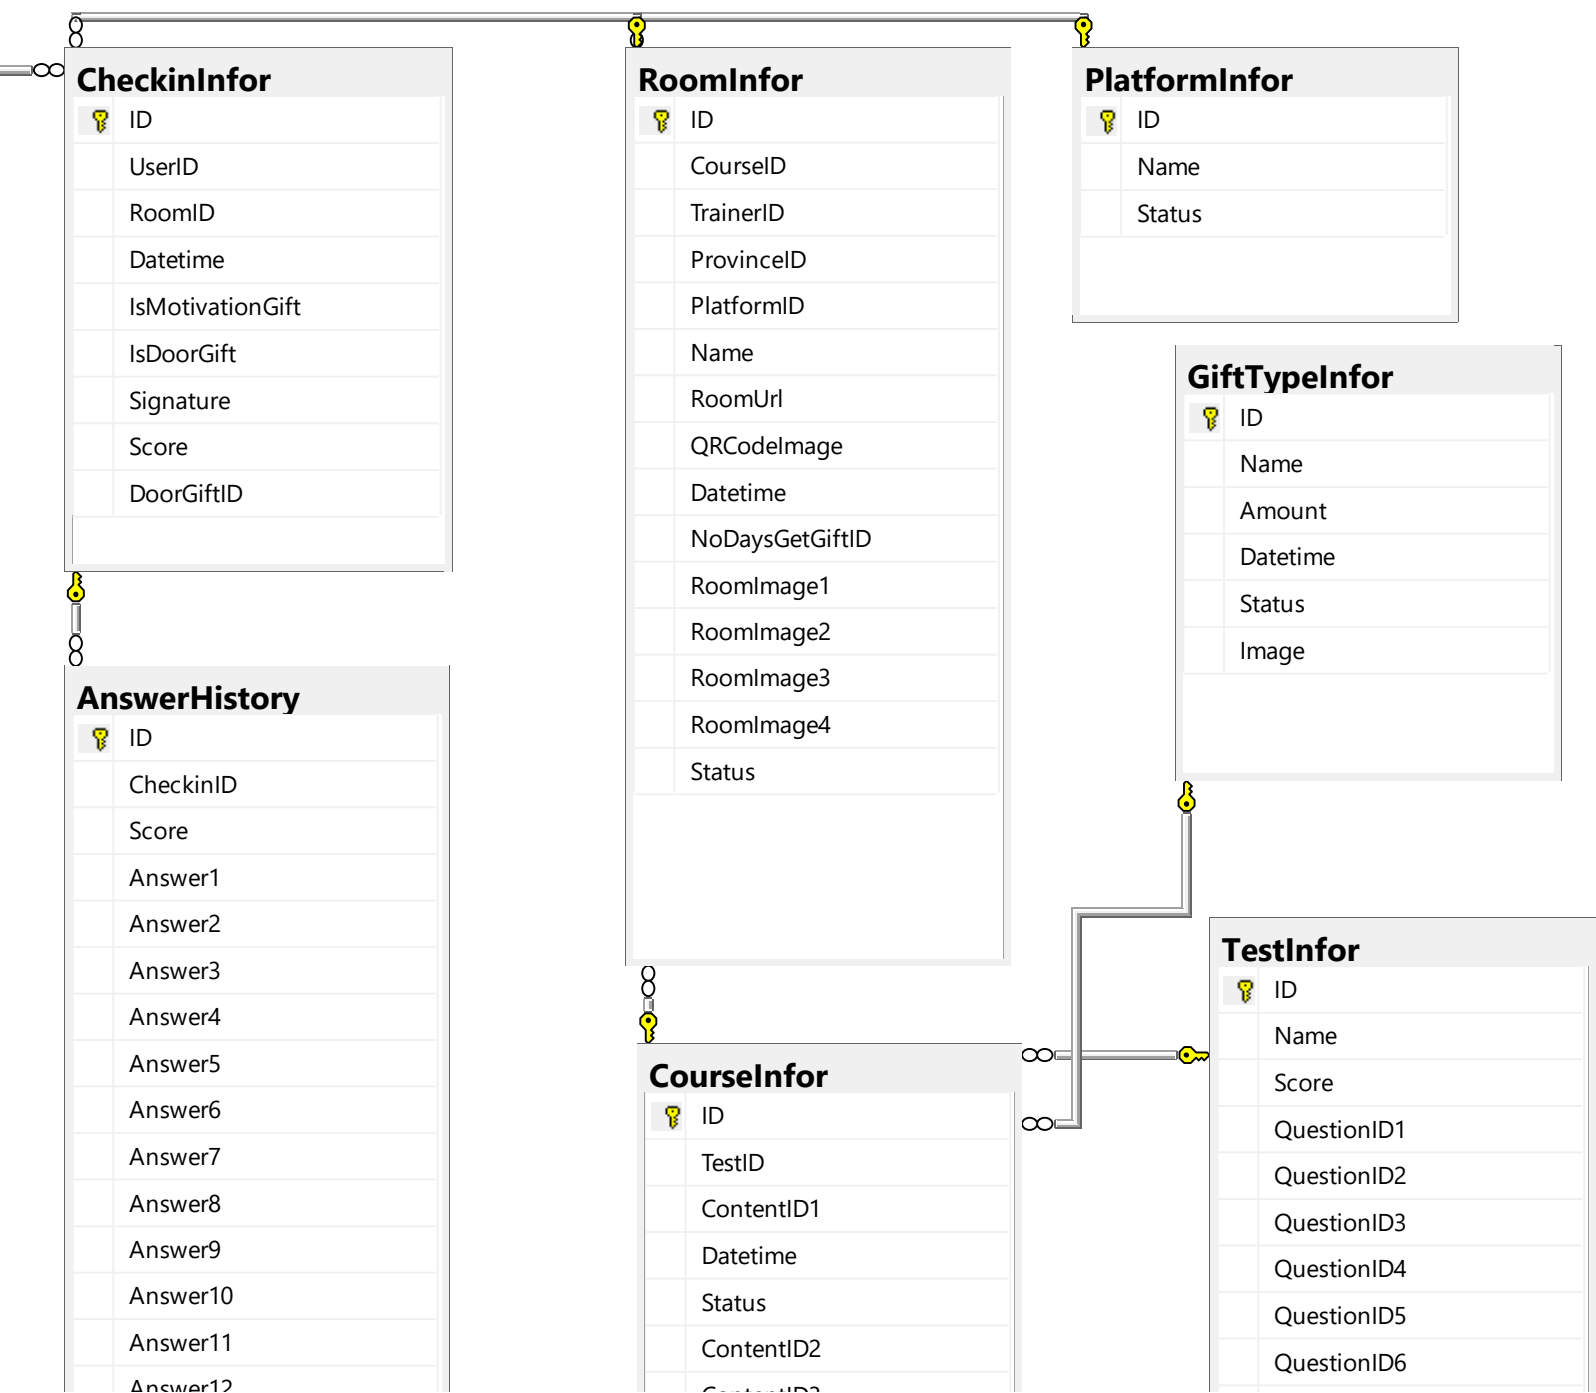 CheckinInfor
ID
UserID
RoomID
Datetime
IsMotivationGift
IsDoorGift
Signature
Score
DoorGiftID
RoomInfor
ID
CourseID
TrainerID
ProvinceID
PlatformID
Name
RoomUrl
QRCodeImage
Datetime
NoDaysGetGiftID
RoomImage1
RoomImage2
RoomImage3
RoomImage4
Status
PlatformInfor
ID
Name
Status
GiftTypeInfor
ID
Name
Amount
Datetime
Status
Image
AnswerHistory
ID
CheckinID
Score
Answer1
Answer2
Answer3
Answer4
Answer5
Answer6
Answer7
Answer8
Answer9
Answer10
Answer11
Answer12
CourseInfor
ID
TestID
ContentID1
Datetime
Status
ContentID2
ContentID3
TestInfor
ID
Name
Score
QuestionID1
QuestionID2
QuestionID3
QuestionID4
QuestionID5
QuestionID6